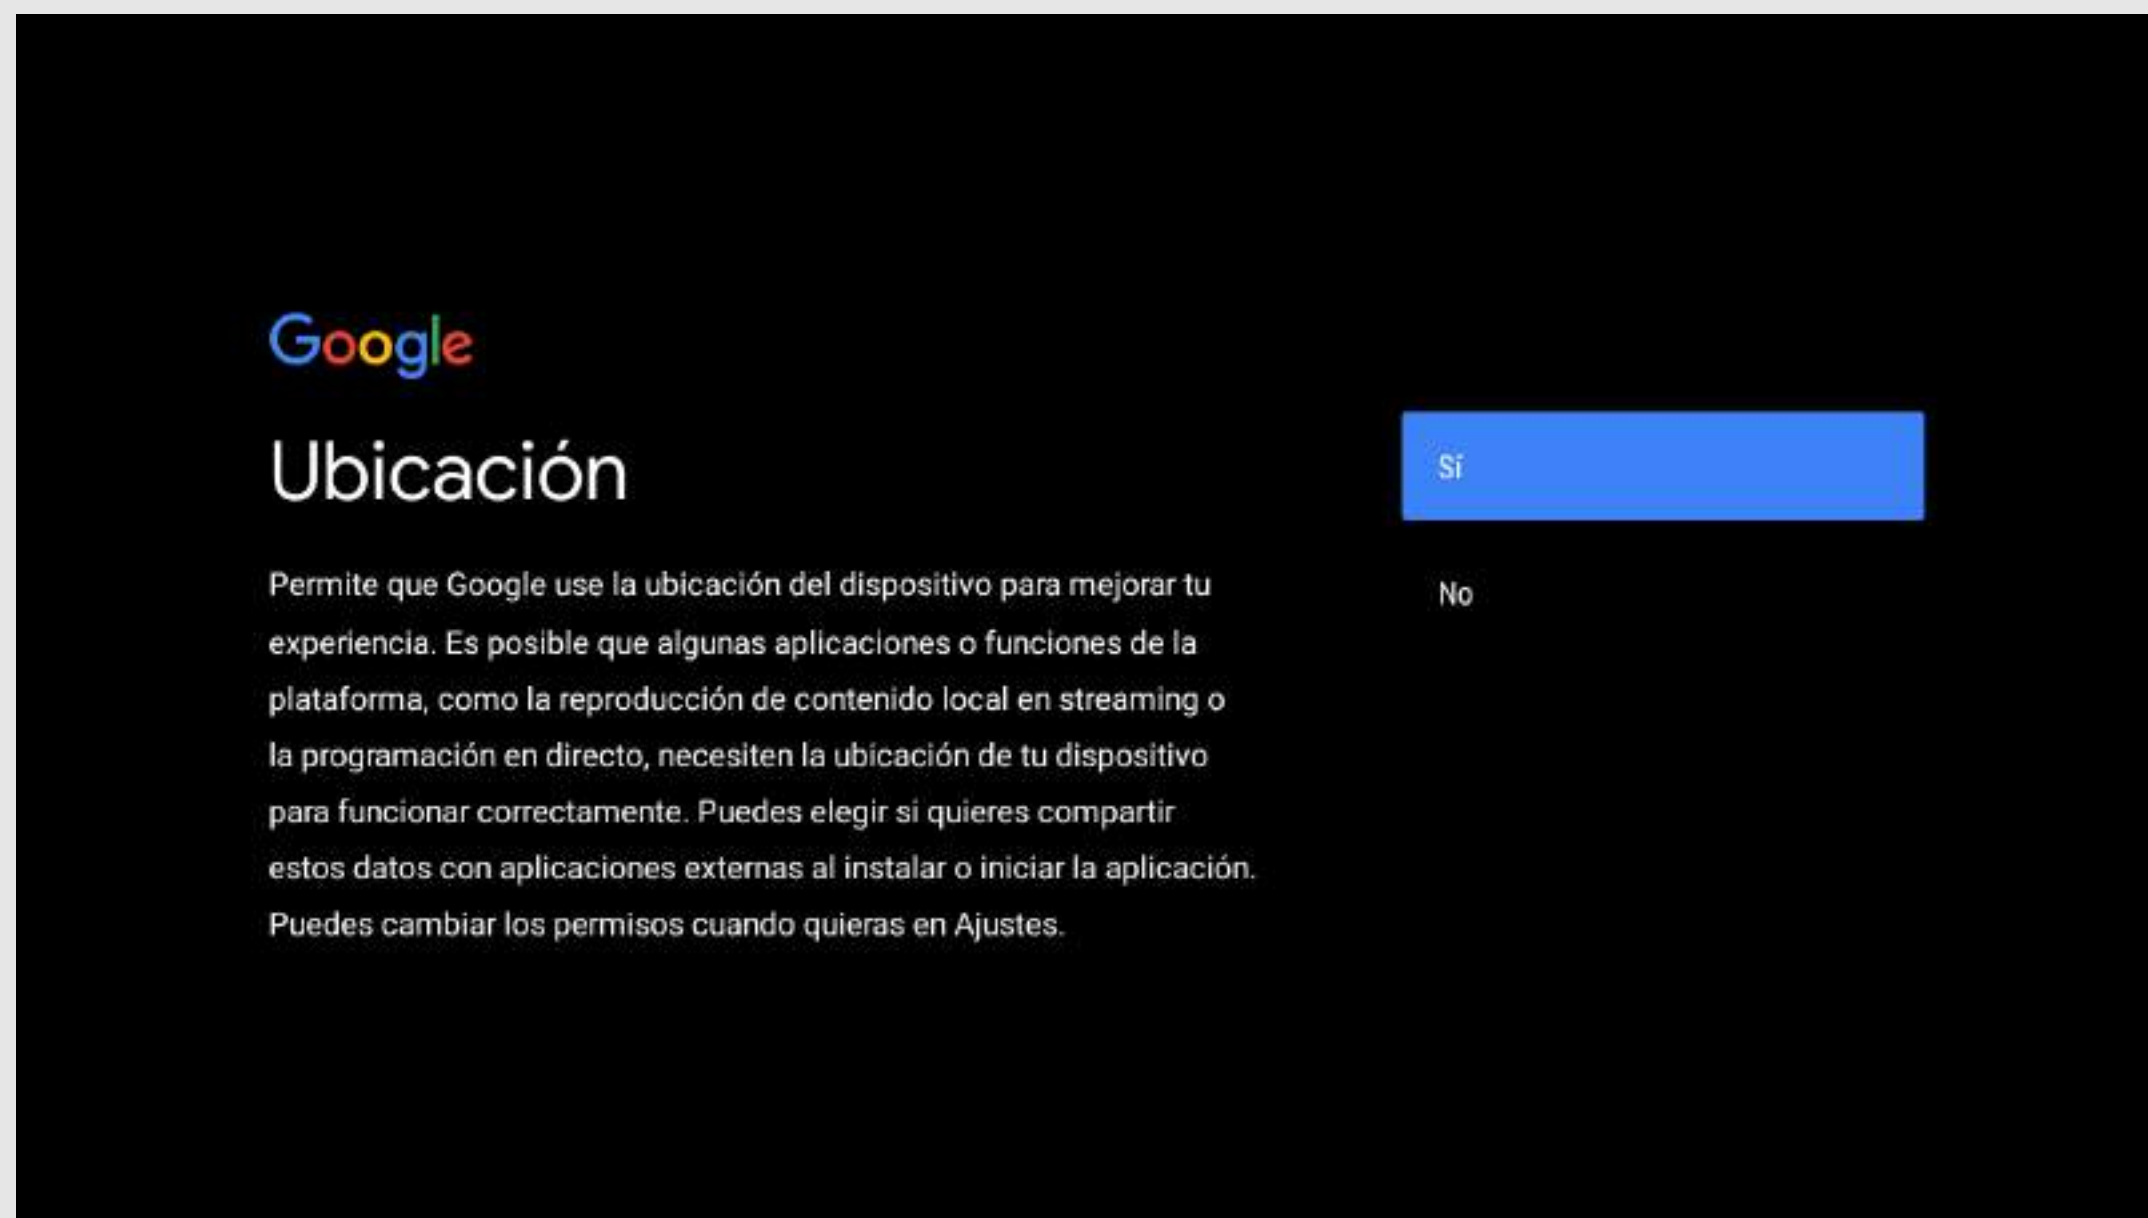 Google
Ubicación
Permite que Google use la ubicación del dispositivo para mejorar tu
experiencia. Es posible que algunas aplicaciones o funciones de la
plataforma, como la reproducción de contenido local en streaming o
la programación en directo, necesiten la ubicación de tu dispositivo
para funcionar correctamente. Puedes elegir si quieres compartir
estos datos con aplicaciones externas al instalar o iniciar la aplicación.
Puedes cambiar los permisos cuando quieras en Ajustes.
Sí
No